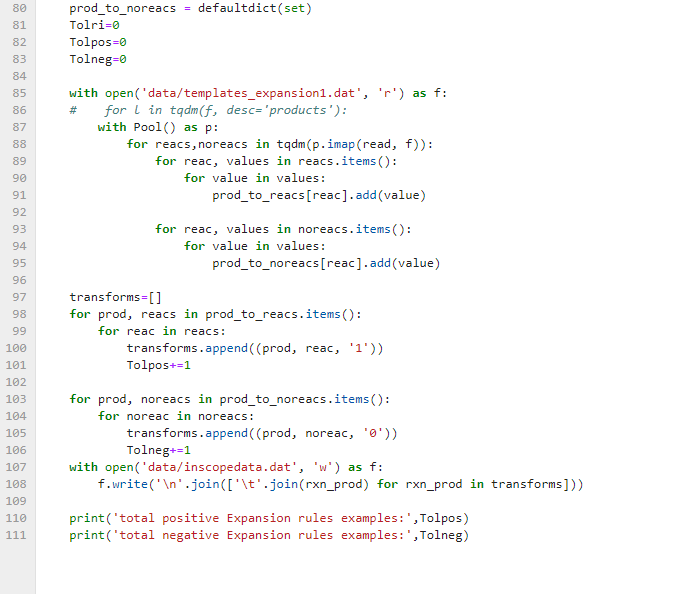 80 prod_to_noreacs = defaultdict(set)
81 Tolri=0
82 Tolpos=0
83 Tolneg=0
84
85 with open('data/templates_expansion1.dat', 'r') as f:
86 #    for l in tqdm(f, desc='products'):
87     with Pool() as p:
88         for reacs,noreacs in tqdm(p.imap(read, f)):
89             for reac, values in reacs.items():
90                 for value in values:
91                     prod_to_reacs[reac].add(value)
92
93             for reac, values in noreacs.items():
94                 for value in values:
95                     prod_to_noreacs[reac].add(value)
96
97 transforms=[]
98 for prod, reacs in prod_to_reacs.items():
99     for reac in reacs:
100         transforms.append((prod, reac, '1'))
101         Tolpos+=1
102
103 for prod, noreacs in prod_to_noreacs.items():
104     for noreac in noreacs:
105         transforms.append((prod, noreac, '0'))
106         Tolneg+=1
107 with open('data/inscopedata.dat', 'w') as f:
108     f.write('\n'.join(['\t'.join(rxn_prod) for rxn_prod in transforms]))
109
110 print('total positive Expansion rules examples:',Tolpos)
111 print('total negative Expansion rules examples:',Tolneg)